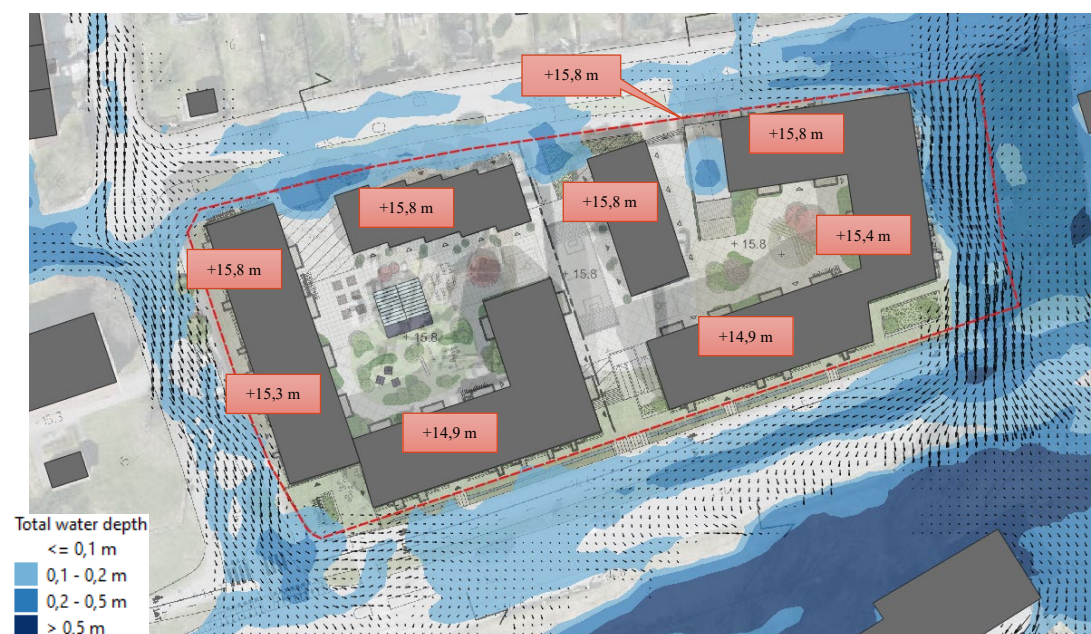 +15,8 m
+15,8 m
+15,8 m
+15,8 m
+15,4 m
+ 15.8
+15,8 m
+ 15.8
+14,9 m
+ 15.8
+15,3 m
+14,9 m
15.3
Total water depth
<= 0,1 m
0,1 - 0,2 m
0,2 - 0,5 m
> 0,5 m